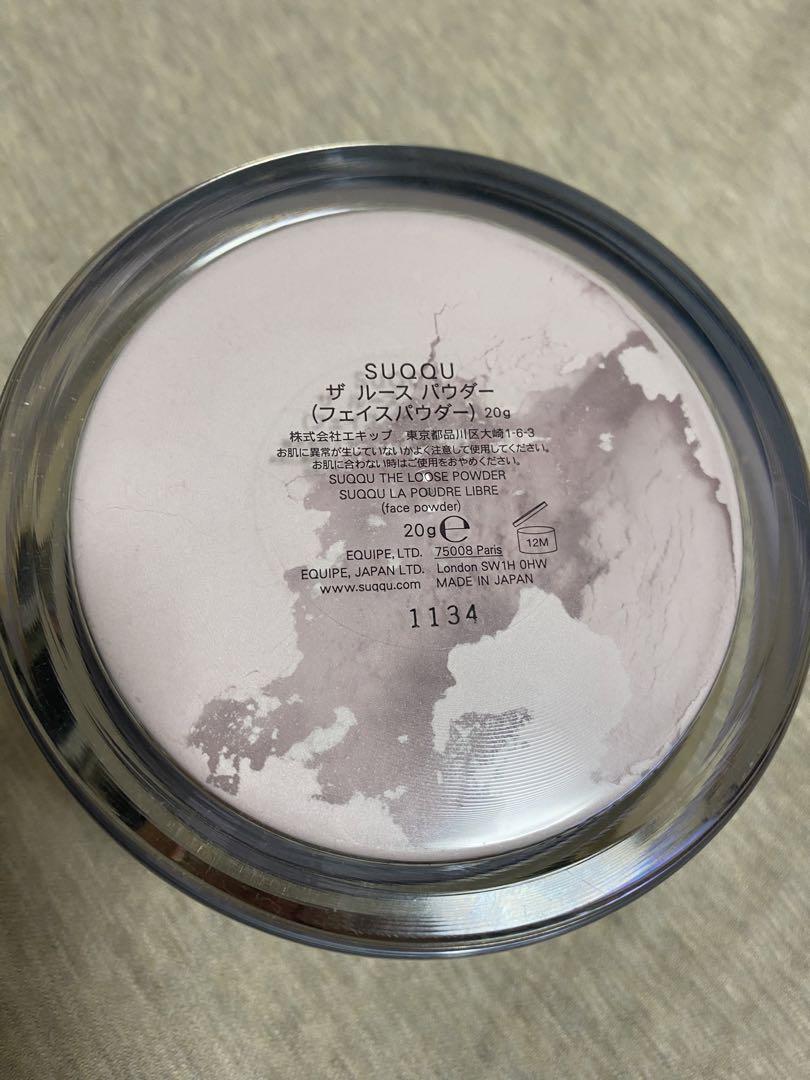 SUQQU
ザ ルース パウダー
（フェイスパウダー）20g
株式会社エキップ 東京都品川区大崎1-6-3
お肌に異常が生じていないかよく注意して使用してください。
お肌に合わない時はご使用をおやめください。
SUQQU THE LOOSE POWDER
SUQQU LA POUDRE LIBRE
(face powder)
20g℮
12M
EQUIPE, LTD. 75008 Paris
EQUIPE, JAPAN LTD. London SW1H 0HW
www.suqqu.com MADE IN JAPAN
1134